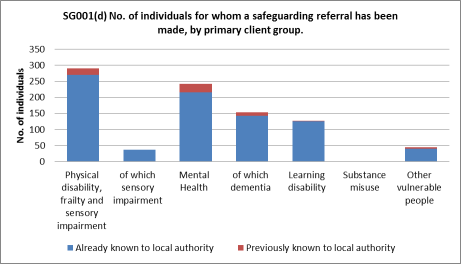 SG001(d) No. of individuals for whom a safeguarding referral has been
made, by primary client group.
No. of Individuals
350
300
250
200
150
100
50
0
Physical
disability,
frailty and
sensory
impairment
of which
sensory
impairment
Mental
Health
of which
dementia
Learning
disability
Substance
misuse
Other
vulnerable
people
Already known to local authority
Previously known to local authority